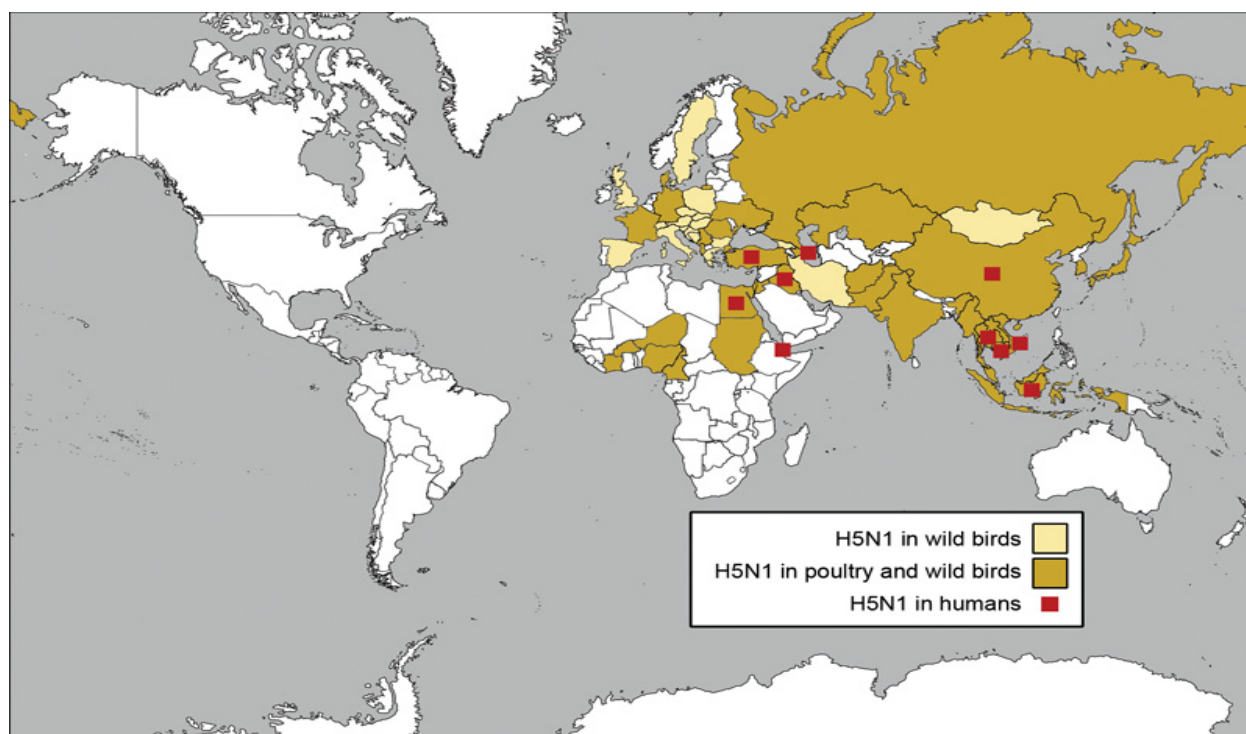 H5N1 in wild birds
H5N1 in poultry and wild birds
H5N1 in humans